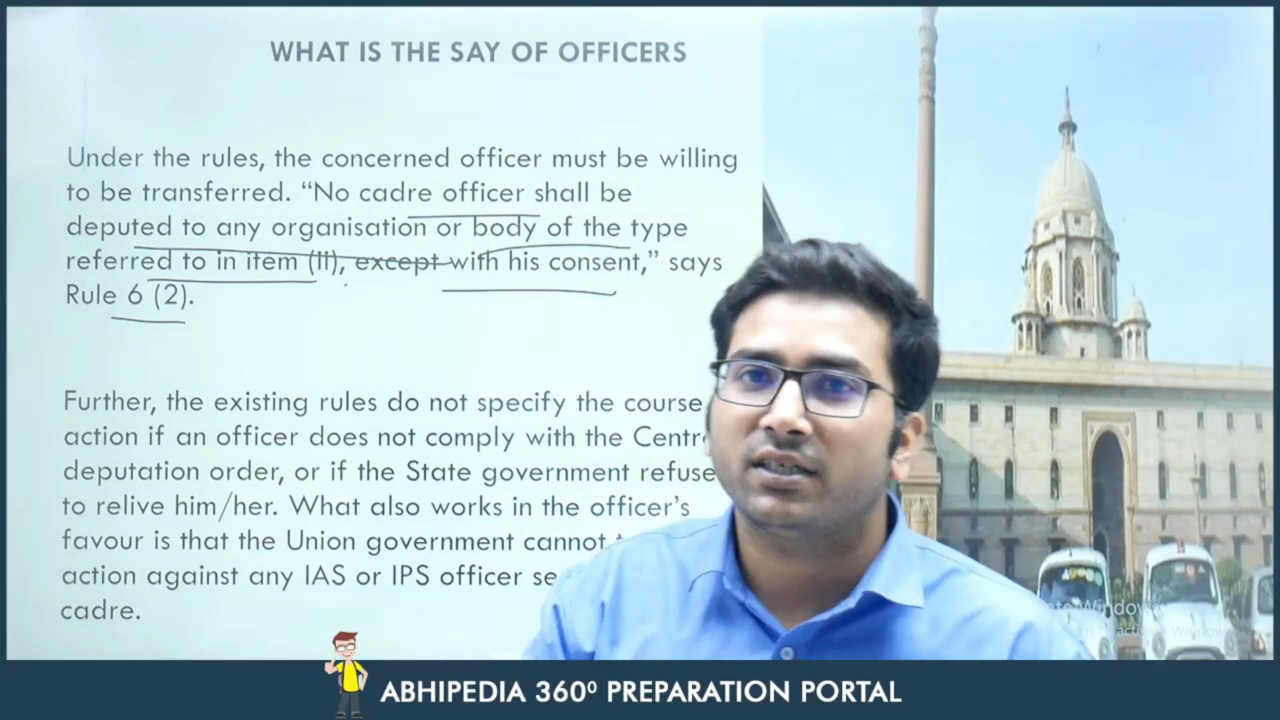 WHAT IS THE SAY OF OFFICERS
Under the rules, the concerned officer must be willing
to be transferred. “No cadre officer shall be
deputed to any organisation or body of the type
referred to in item (II), except with his consent,” says
Rule 6 (2).
Further, the existing rules do not specify the course
action if an officer does not comply with the
deputation order, or if the State government
to relive him/her. What also works in the officer’s
favour is that the Union government cannot
action against any IAS or IPS officer
cadre.
ABHIPEDIA 360⁰ PREPARATION PORTAL